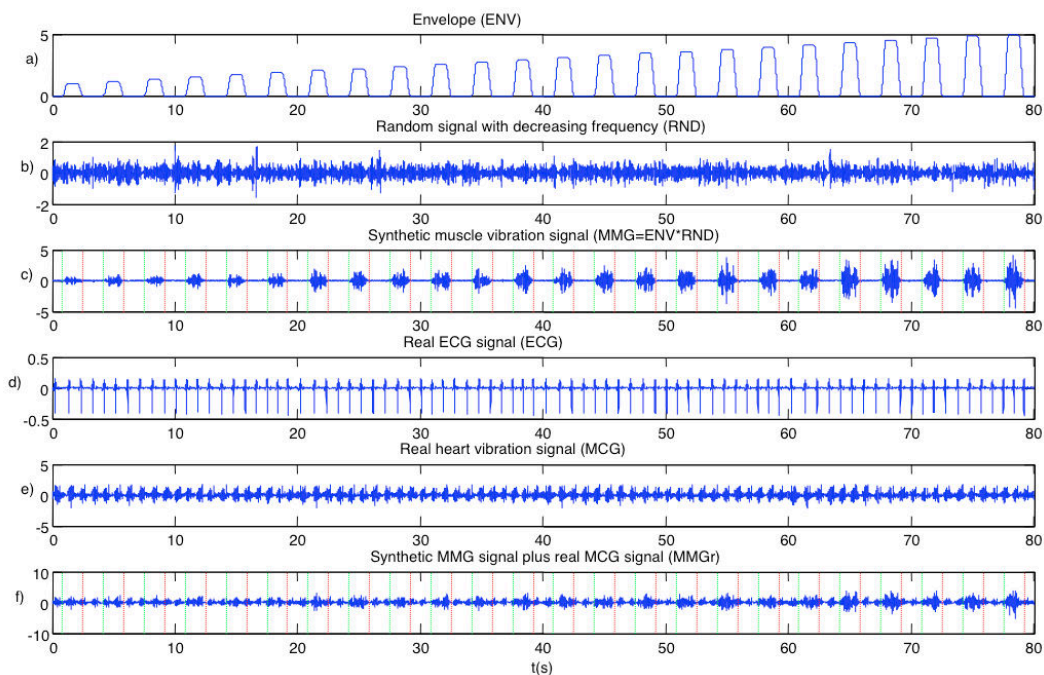 Envelope (ENV)
a)
5
0
0 10 20 30 40 50 60 70 80
Random signal with decreasing frequency (RND)
b)
2
0
-2
0 10 20 30 40 50 60 70 80
Synthetic muscle vibration signal (MMG=ENV*RND)
c)
5
0
-5
0 10 20 30 40 50 60 70 80
Real ECG signal (ECG)
d)
0.5
0
-0.5
0 10 20 30 40 50 60 70 80
Real heart vibration signal (MCG)
e)
5
0
-5
0 10 20 30 40 50 60 70 80
Synthetic MMG signal plus real MCG signal (MMGr)
f)
10
0
-10
0 10 20 30 40 50 60 70 80
t(s)